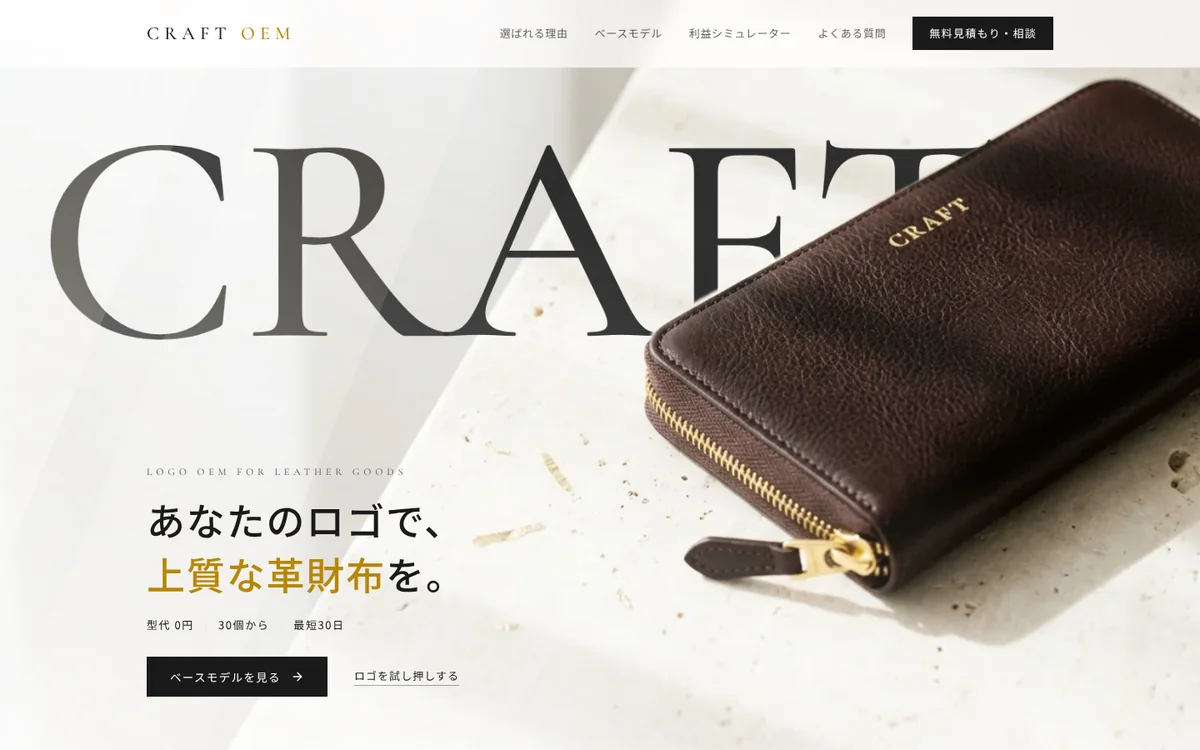 CRAFT OEM
選ばれる理由 ベースモデル 利益シミュレーター よくある質問 無料見積もり・相談
CRAFT
CRAFT
LOGO OEM FOR LEATHER GOODS
あなたのロゴで、
上質な革財布を。
型代 0円 30個から 最短30日
ベースモデルを見る → ロゴを試し押しする